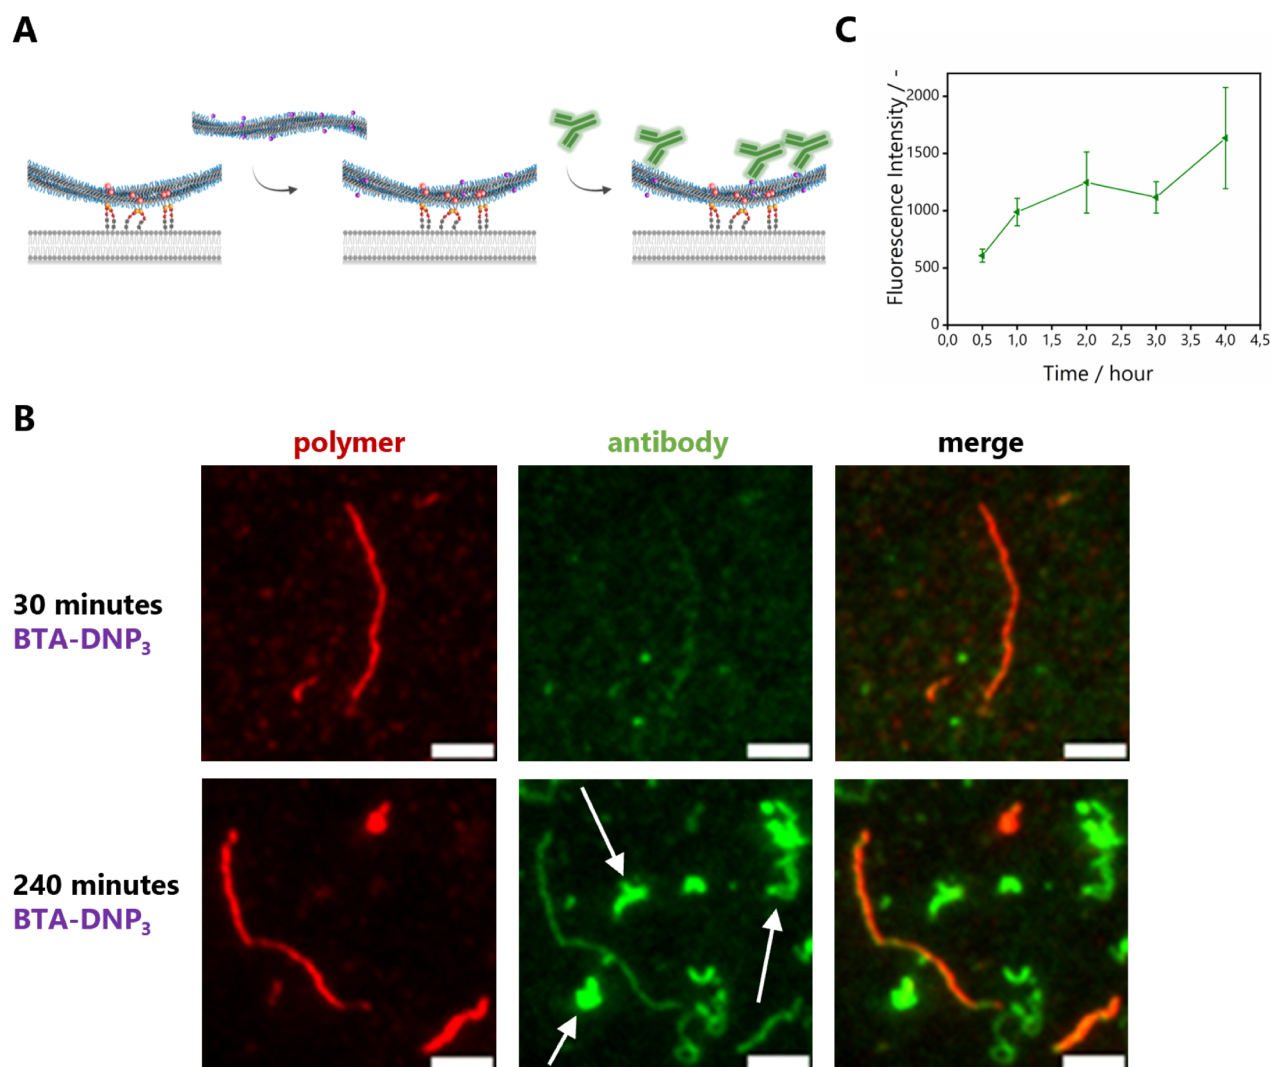 A
C
Fluorescence Intensity / -
2000
1500
1000
500
0
0,0 0,5 1,0 1,5 2,0 2,5 3,0 3,5 4,0 4,5
Time / hour
B
polymer antibody merge
30 minutes
BTA-DNP₃
240 minutes
BTA-DNP₃